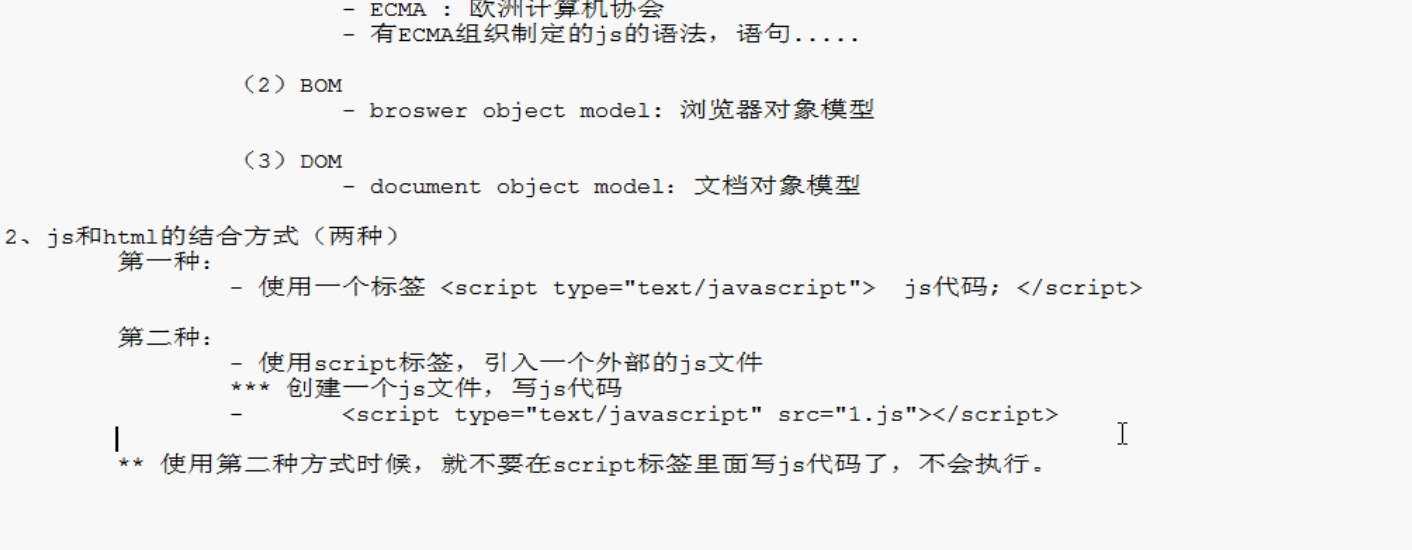 - ECMA : 欧洲计算机协会
- 有ECMA组织制定的js的语法，语句.....
（2）BOM
- broswer object model: 浏览器对象模型
（3）DOM
- document object model: 文档对象模型
2、js和html的结合方式（两种）
第一种：
- 使用一个标签 <script type="text/javascript">  js代码; </script>
第二种：
- 使用script标签，引入一个外部的js文件
*** 创建一个js文件，写js代码
- <script type="text/javascript" src="1.js"></script>
** 使用第二种方式时候，就不要在script标签里面写js代码了，不会执行。